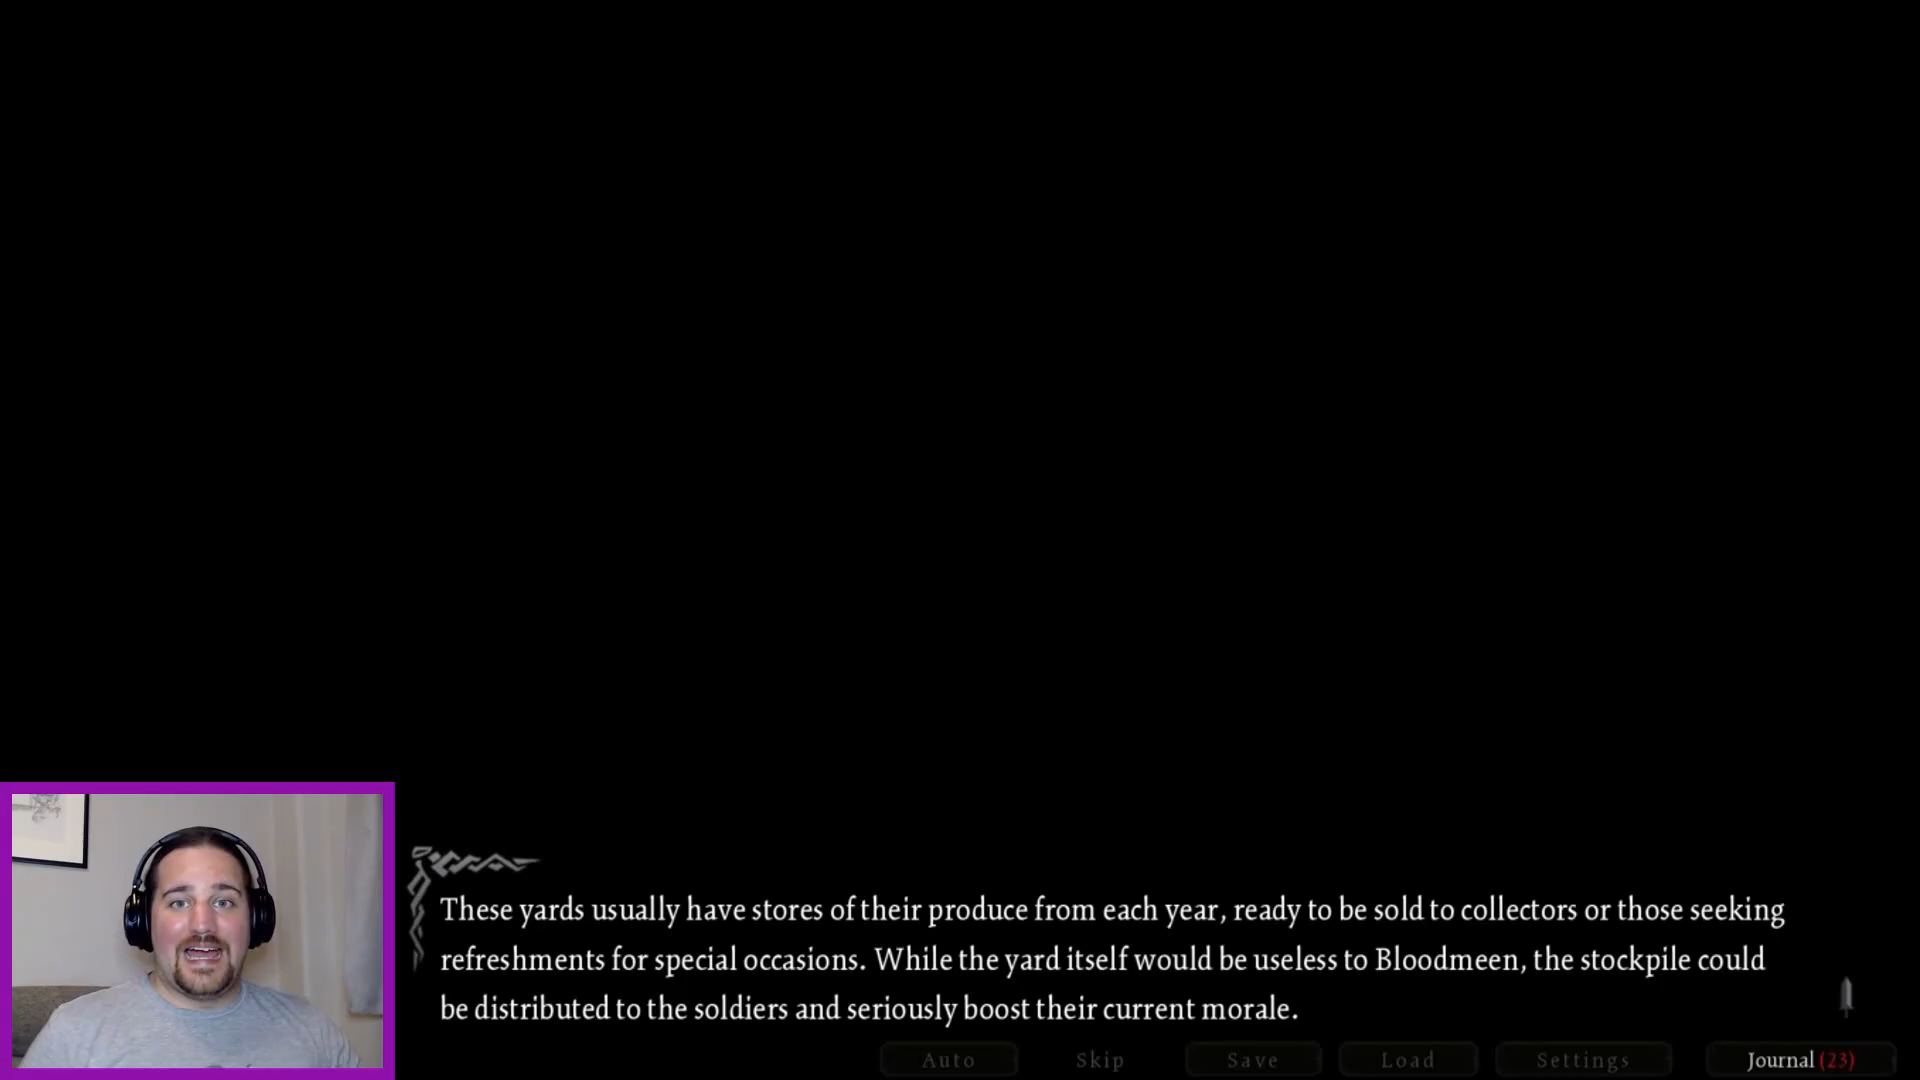 These yards usually have stores of their produce from each year, ready to be sold to collectors or those seeking
refreshments for special occasions. While the yard itself would be useless to Bloodmeen, the stockpile could
be distributed to the soldiers and seriously boost their current morale.
Auto
Skip
Save
Load
Settings
Journal (23)